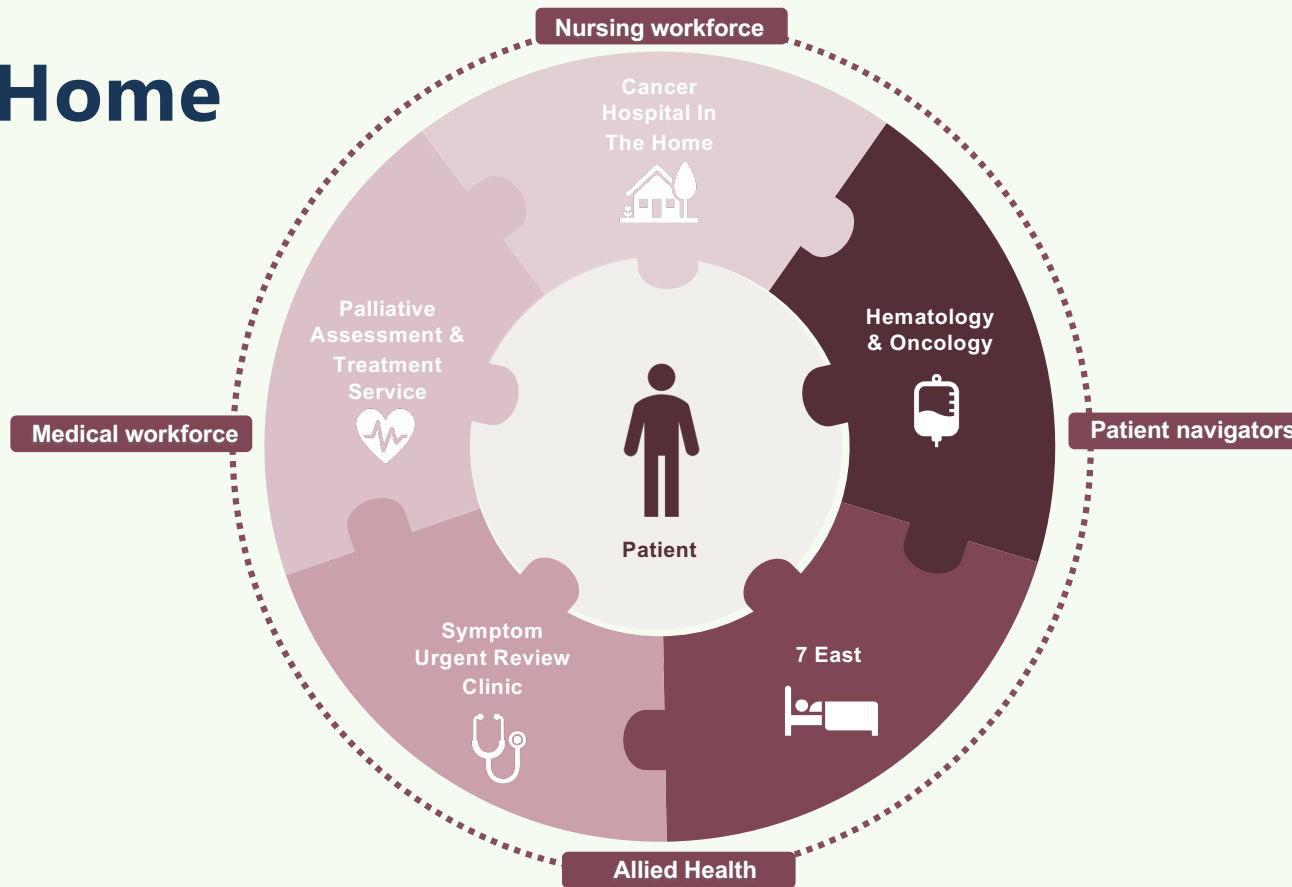 Home
Nursing workforce
Cancer
Hospital In
The Home
Palliative
Assessment &
Treatment
Service
Hematology
& Oncology
Medical workforce
Patient navigators
Patient
Symptom
Urgent Review
Clinic
7 East
Allied Health